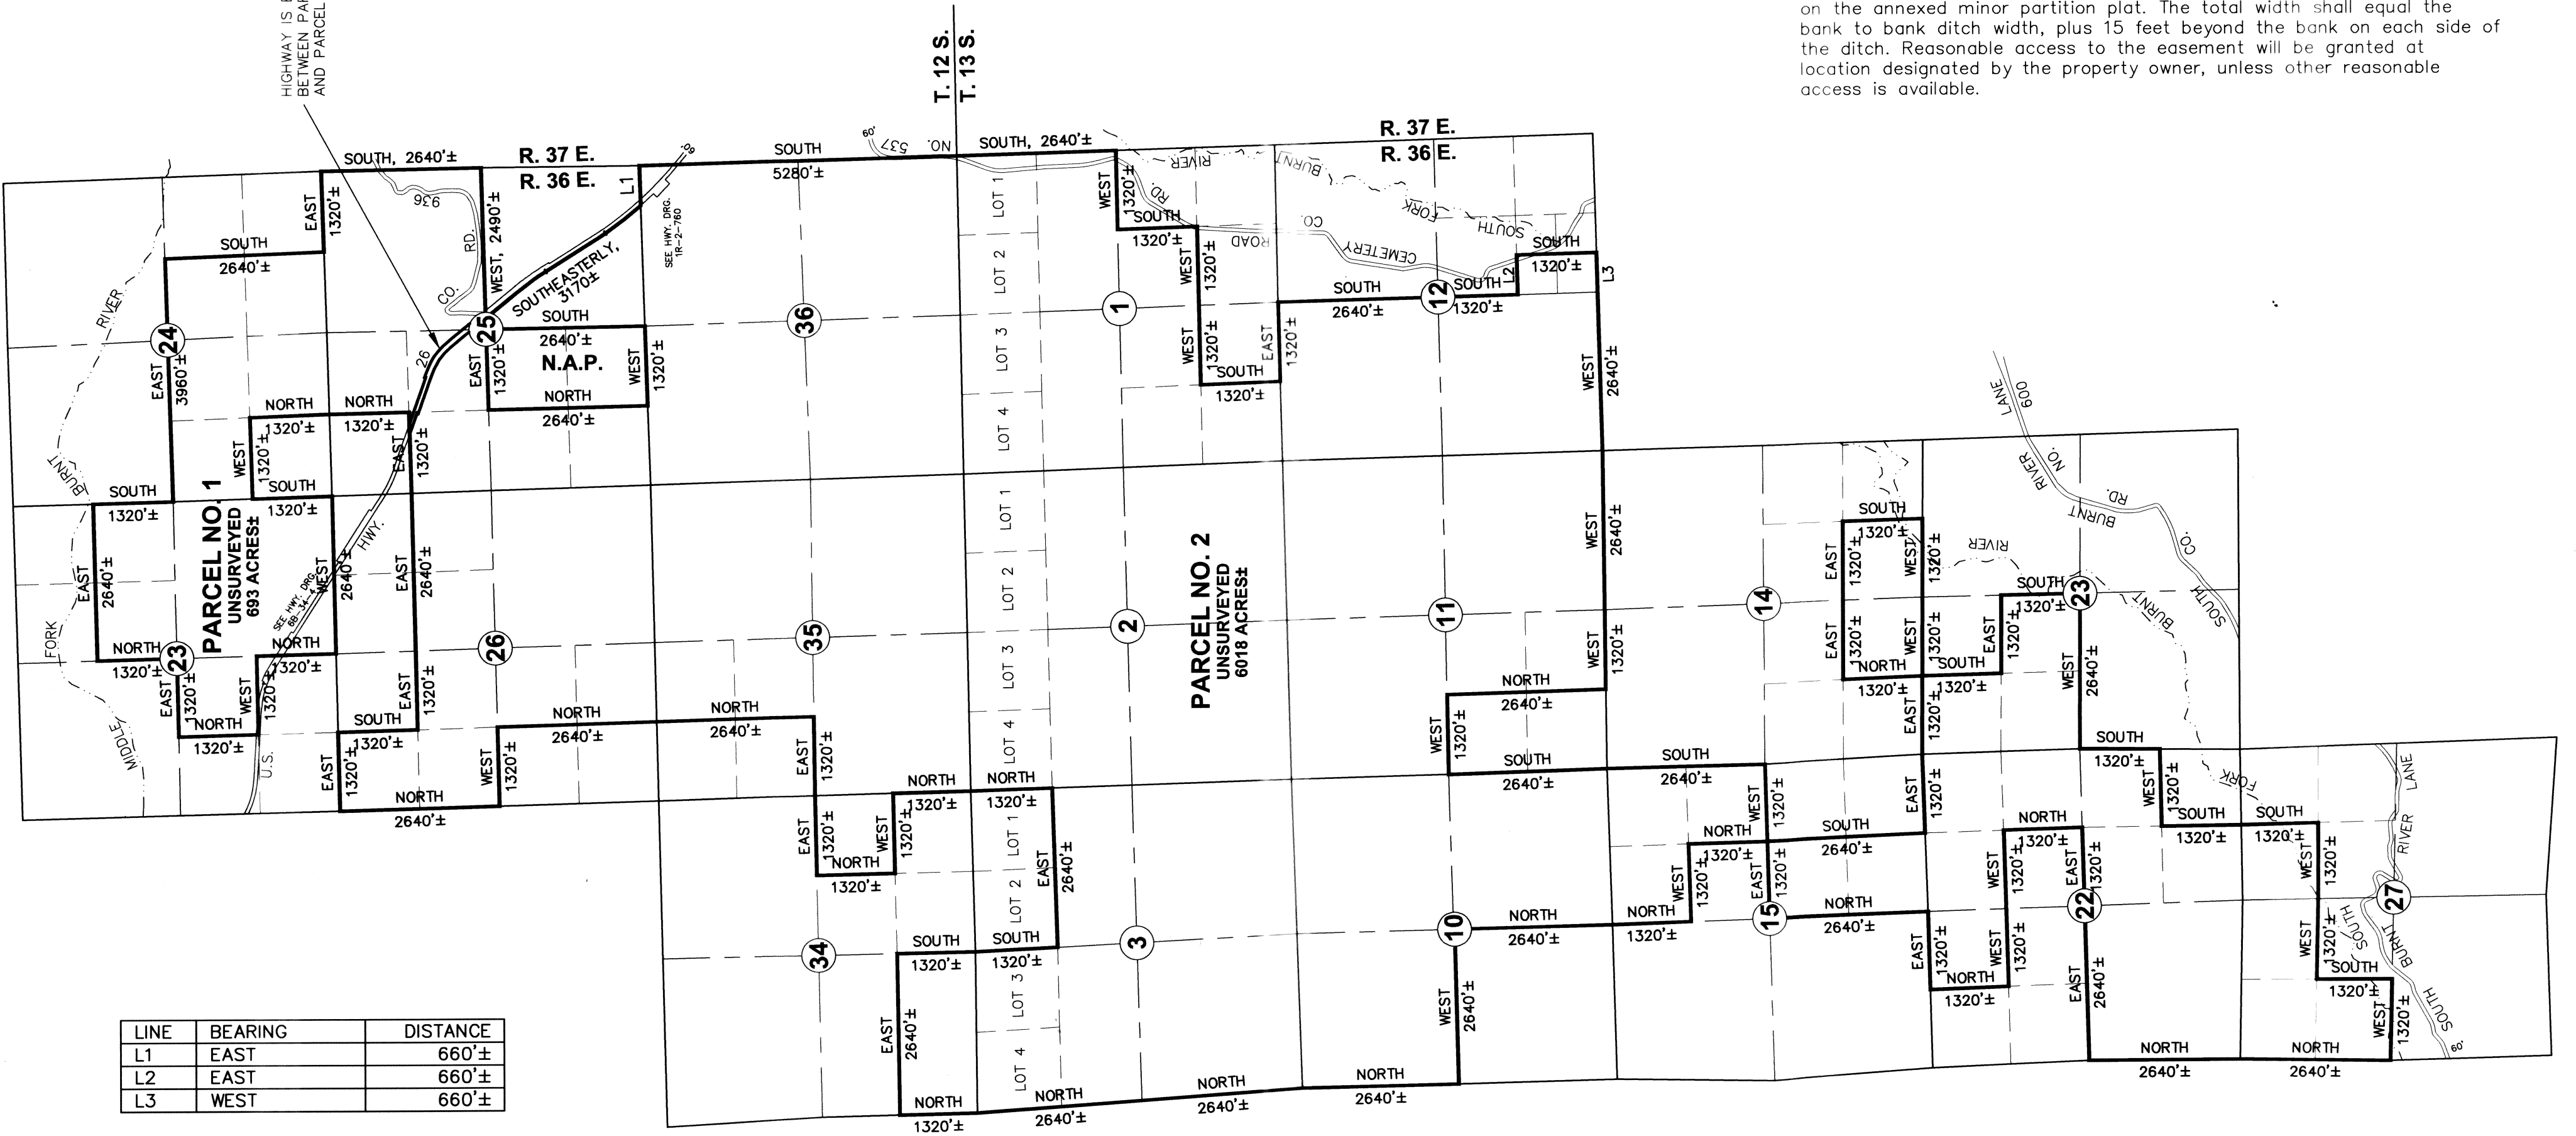 on the annexed minor partition plat. The total width shall equal the
bank to bank ditch width, plus 15 feet beyond the bank on each side of
the ditch. Reasonable access to the easement will be granted at
location designated by the property owner, unless other reasonable
access is available.
HIGHWAY IS
BETWEEN
AND PARCEL
T. 12 S.
T. 13 S.
R. 37 E.
R. 36 E.
R. 37 E.
R. 36 E.
SOUTH, 2640'±
EAST
1320'±
SOUTH
2640'±
936
CO.
RD.
WEST, 2490'±
SOUTHEASTERLY,
3170±
L1
60'
SEE HWY. DRG.
1R-2-760
SOUTH
5280'±
60'
NO. 537
SOUTH, 2640'±
WEST
1320'±
RD.
SOUTH
1320'±
WEST
1320'±
WEST
1320'±
SOUTH
1320'±
EAST
1320'±
SOUTH
2640'±
SOUTH
1320'±
L2
SOUTH
1320'±
L3
CEMETERY
ROAD
CO.
RIVER
BURNT
FORK
SOUTH
RIVER
BURNT
FORK
MIDDLE
24
EAST
3960'±
25
SOUTH
2640'±
N.A.P.
EAST
1320'±
WEST
1320'±
NORTH
2640'±
26
NORTH
1320'±
NORTH
1320'±
WEST
1320'±
EAST
1320'±
SOUTH
1320'±
SOUTH
1320'±
EAST
2640'±
NORTH
1320'±
23
EAST
1320'±
NORTH
1320'±
WEST
1320'±
NORTH
1320'±
WEST
2640'±
PARCEL NO. 1
UNSURVEYED
693 ACRES±
SEE HWY. DRG.
U.S.
HWY.
EAST
2640'±
EAST
1320'±
SOUTH
1320'±
EAST
1320'±
NORTH
2640'±
WEST
1320'±
NORTH
2640'±
NORTH
2640'±
EAST
1320'±
26
35
36
1
2
12
11
LOT 1
LOT 2
LOT 3
LOT 4
LOT 1
LOT 2
LOT 3
LOT 4
LOT 1
LOT 2
LOT 3
LOT 4
PARCEL NO. 2
UNSURVEYED
6018 ACRES±
WEST
2640'±
WEST
2640'±
WEST
1320'±
NORTH
2640'±
WEST
1320'±
SOUTH
2640'±
SOUTH
2640'±
EAST
1320'±
NORTH
1320'±
WEST
1320'±
NORTH
1320'±
NORTH
1320'±
EAST
2640'±
SOUTH
1320'±
SOUTH
1320'±
EAST
2640'±
34
3
10
NORTH
1320'±
NORTH
2640'±
NORTH
2640'±
NORTH
2640'±
WEST
2640'±
NORTH
2640'±
NORTH
1320'±
WEST
1320'±
NORTH
1320'±
WEST
1320'±
EAST
1320'±
15
SOUTH
2640'±
NORTH
2640'±
14
SOUTH
1320'±
EAST
1320'±
EAST
1320'±
WEST
1320'±
WEST
1320'±
NORTH
1320'±
SOUTH
1320'±
EAST
1320'±
SOUTH
1320'±
EAST
1320'±
EAST
1320'±
23
WEST
2640'±
SOUTH
1320'±
WEST
1320'±
SOUTH
1320'±
SOUTH
1320'±
WEST
1320'±
WEST
1320'±
SOUTH
1320'±
WEST
1320'±
NORTH
2640'±
NORTH
2640'±
EAST
1320'±
NORTH
1320'±
WEST
1320'±
WEST
1320'±
NORTH
1320'±
EAST
1320'±
22
EAST
2640'±
27
LANE
600
RIVER
NO.
BURNT
RD.
CO.
SOUTH
RIVER
BURNT
FORK
LANE
RIVER
BURNT
SOUTH
SOUTH
60'
LINE BEARING DISTANCE
L1 EAST 660'±
L2 EAST 660'±
L3 WEST 660'±